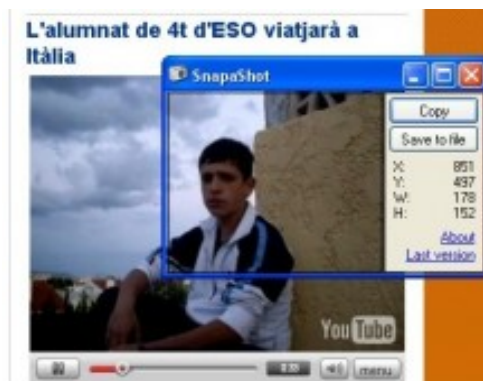 L'alumnat de 4t d'ESO viatjarà a
Itàlia
SnapaShot
Copy
Save to file
X: 851
Y: 497
W: 178
H: 152
About
Last version
YouTube
menu